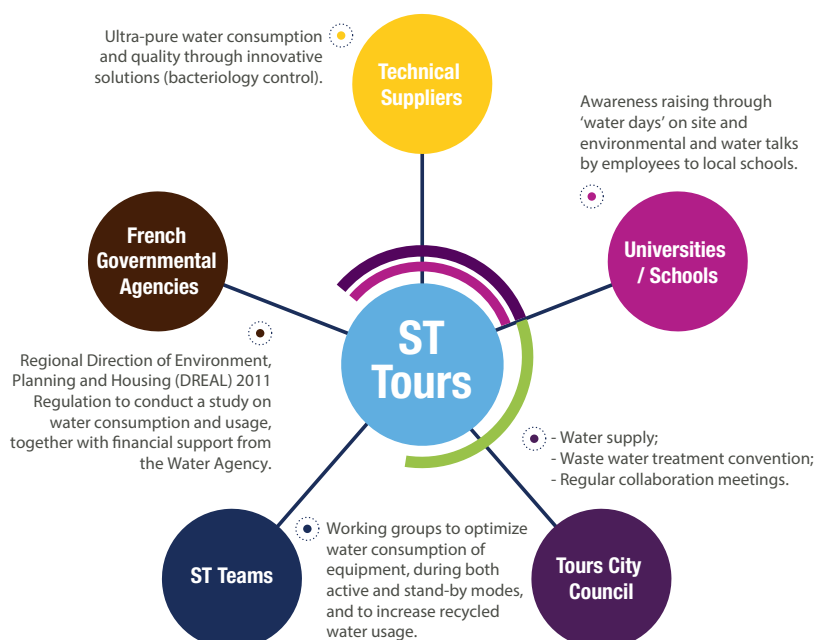 Ultra-pure water consumption
and quality through innovative
solutions (bacteriology control).
Technical
Suppliers
Awareness raising through
‘water days’ on site and
environmental and water talks
by employees to local schools.
Universities
/ Schools
French
Governmental
Agencies
ST
Tours
Regional Direction of Environment,
Planning and Housing (DREAL) 2011
Regulation to conduct a study on
water consumption and usage,
together with financial support from
the Water Agency.
- Water supply;
- Waste water treatment convention;
- Regular collaboration meetings.
ST Teams
Working groups to optimize
water consumption of
equipment, during both
active and stand-by modes,
and to increase recycled
water usage.
Tours City
Council